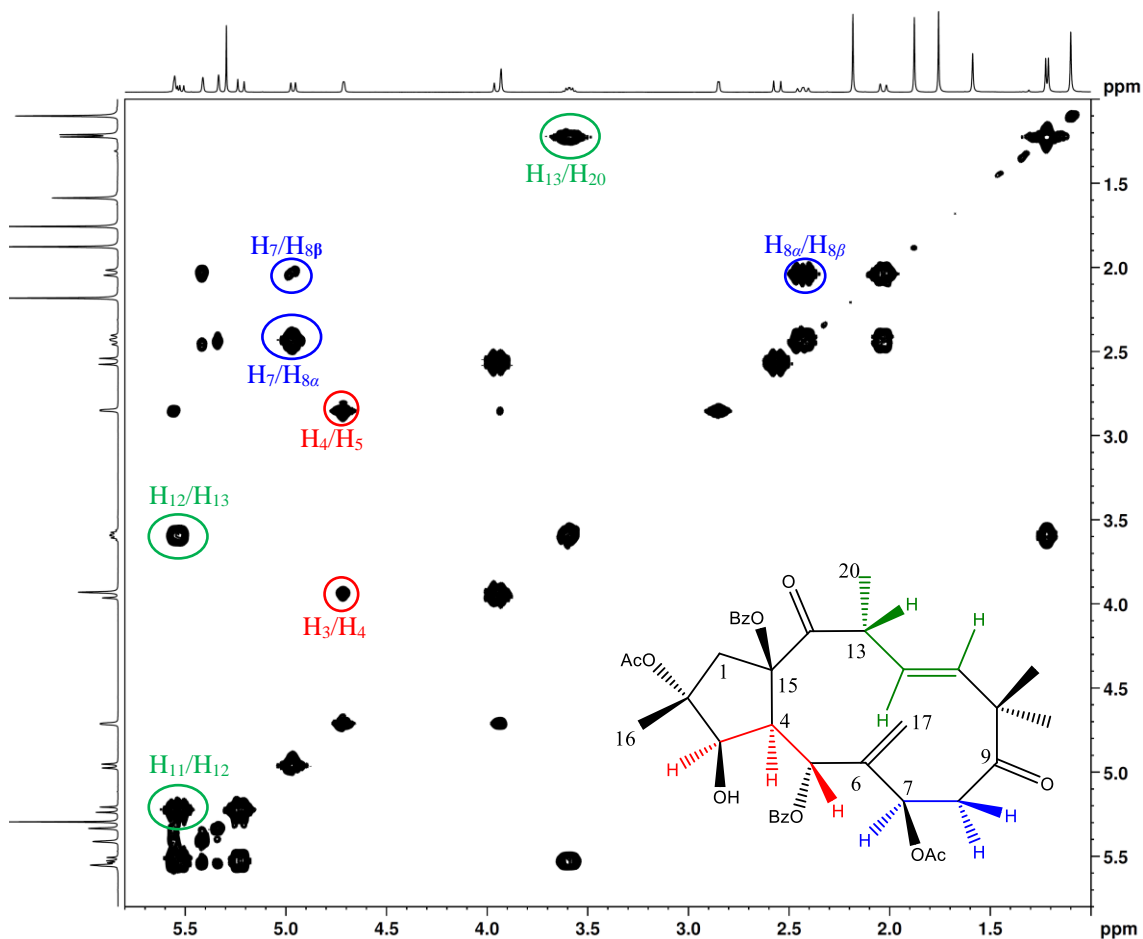 ppm
H₁₃/H₂₀
1.5
H₇/H₈β
H₈α/H₈β
2.0
2.5
H₇/H₈α
3.0
H₄/H₅
H₁₂/H₁₃
3.5
H₃/H₄
4.0
4.5
5.0
5.5
H₁₁/H₁₂
O
20
H
BzO
H
13
AcO
1
15
H
17
16
4
9
H
6
7
O
H
OH
BzO
H
H
H
OAc
H
5.5
5.0
4.5
4.0
3.5
3.0
2.5
2.0
1.5
ppm